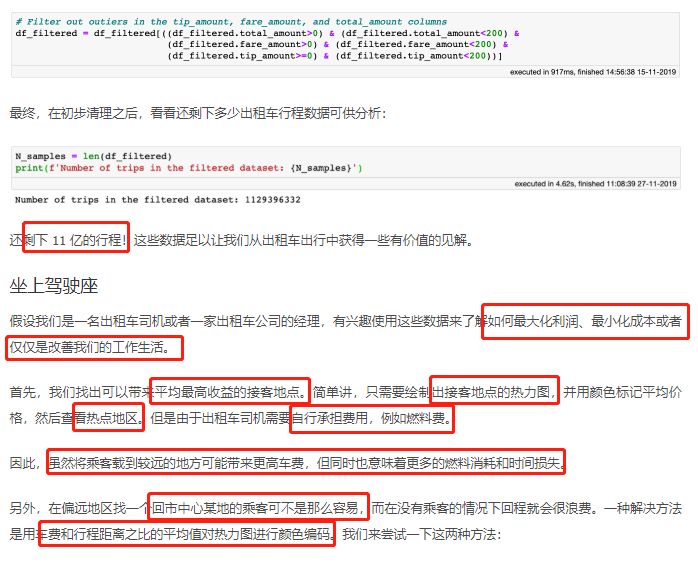 # Filter out outliers in the tip_amount, fare_amount, and total_amount columns
df_filtered = df_filtered[((df_filtered.total_amount>0) & (df_filtered.total_amount<200) &
(df_filtered.fare_amount>0) & (df_filtered.fare_amount<200) &
(df_filtered.tip_amount>=0) & (df_filtered.tip_amount<200))]
executed in 917ms, finished 14:56:38 15-11-2019
最终，在初步清理之后，看看还剩下多少出租车行程数据可供分析：
N_samples = len(df_filtered)
print(f'Number of trips in the filtered dataset: {N_samples}')
executed in 4.62s, finished 11:08:39 27-11-2019
Number of trips in the filtered dataset: 1129396332
还剩下 11 亿的行程！这些数据足以让我们从出租车出行中获得一些有价值的见解。
坐上驾驶座
假设我们是一名出租车司机或者一家出租车公司的经理，有兴趣使用这些数据来了解如何最大化利润、最小化成本或者
仅仅是改善我们的工作生活。
首先，我们找出可以带来平均最高收益的接客地点。简单讲，只需要绘制出接客地点的热力图，并用颜色标记平均价
格，然后查看热点地区。但是由于出租车司机需要自行承担费用，例如燃料费。
因此，虽然将乘客载到较远的地方可能带来更高车费，但同时也意味着更多的燃料消耗和时间损失。
另外，在偏远地区找一个回市中心某地的乘客可不是那么容易，而在没有乘客的情况下回程就会很浪费。一种解决方法
是用车费和行程距离之比的平均值对热力图进行颜色编码。我们来尝试一下这两种方法：